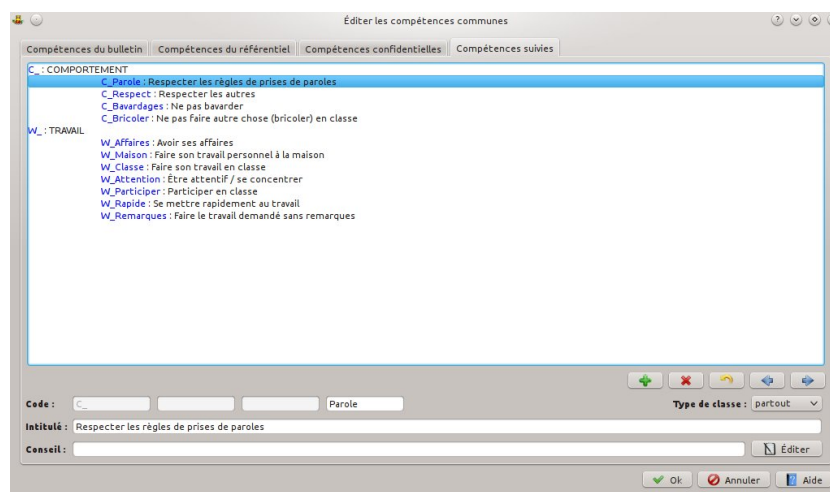 Éditer les compétences communes
Compétences du bulletin Compétences du référentiel Compétences confidentielles Compétences suivies
C_ : COMPORTEMENT
C_Parole : Respecter les règles de prises de paroles
C_Respect : Respecter les autres
C_Bavardages : Ne pas bavarder
C_Bricoler : Ne pas faire autre chose (bricoler) en classe
W_ : TRAVAIL
W_Affaires : Avoir ses affaires
W_Maison : Faire son travail personnel à la maison
W_Classe : Faire son travail en classe
W_Attention : Être attentif / se concentrer
W_Participer : Participer en classe
W_Rapide : Se mettre rapidement au travail
W_Remarques : Faire le travail demandé sans remarques
Code : C_ Parole Type de classe : partout
Intitulé : Respecter les règles de prises de paroles
Conseil : Éditer
Ok Annuler Aide